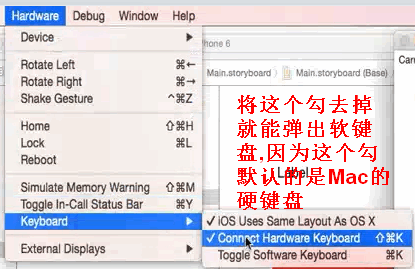 Hardware Debug Window Help
Device
Phone 6
Rotate Left ⌘←
Rotate Right ⌘→
Shake Gesture ^⌘Z
Main.storyboard Main.storyboard (Base)
Home ⇧⌘H
Lock ⌘L
Reboot
Simulate Memory Warning ⇧⌘M
Toggle In-Call Status Bar ⌘Y
Keyboard
External Displays
将这个勾去掉
就能弹出软键
盘,因为这个勾
默认的是Mac的
硬键盘
Label
✓ iOS Uses Same Layout As OS X
✓ Connect Hardware Keyboard ⇧⌘K
Toggle Software Keyboard ⌘K